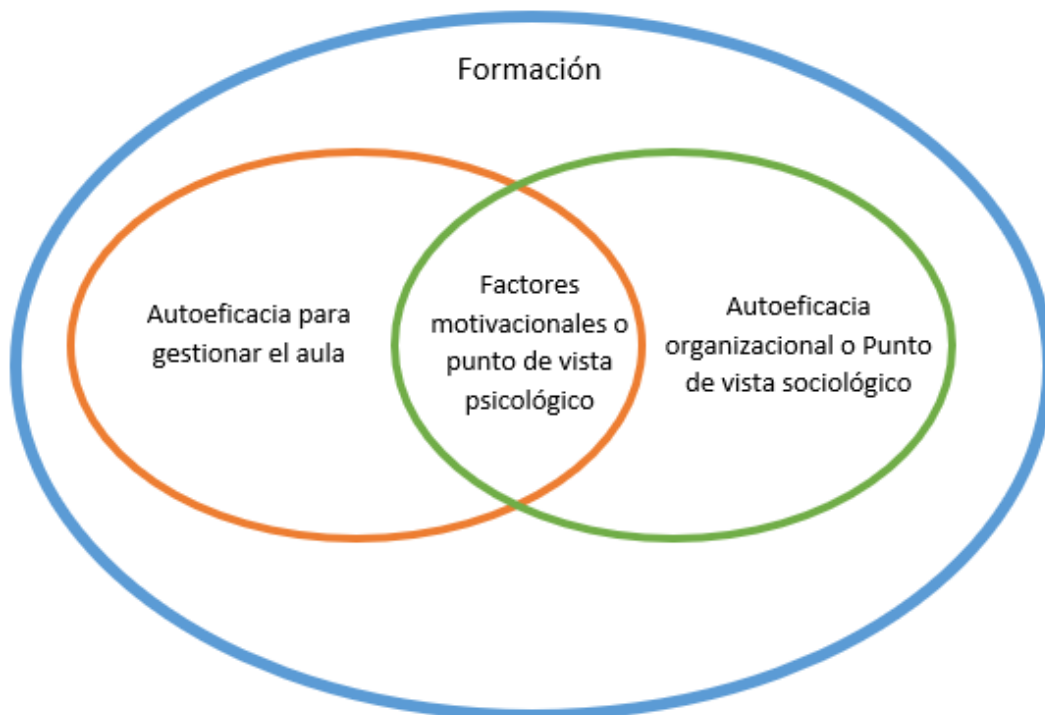 Formación
Autoeficacia para
gestionar el aula
Factores
motivacionales o
punto de vista
psicológico
Autoeficacia
organizacional o Punto
de vista sociológico